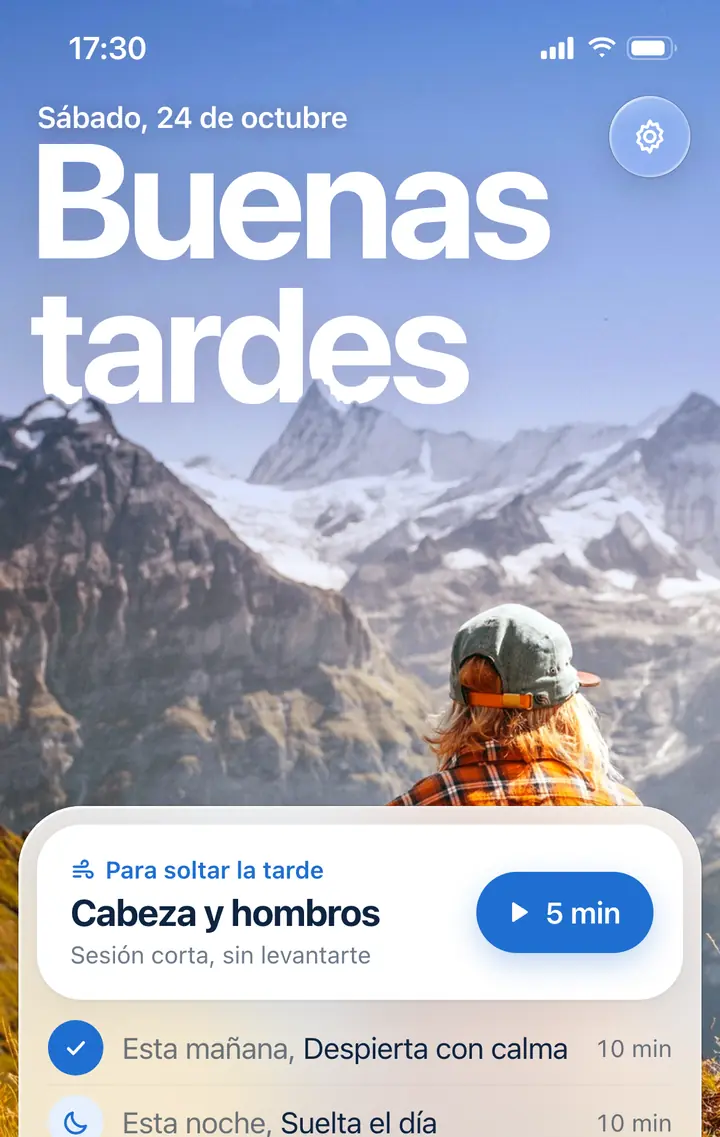 17:30
Sábado, 24 de octubre
Buenas
tardes
Para soltar la tarde
Cabeza y hombros
Sesión corta, sin levantarte
5 min
Esta mañana, Despierta con calma 10 min
Esta noche, Suelta el día 10 min